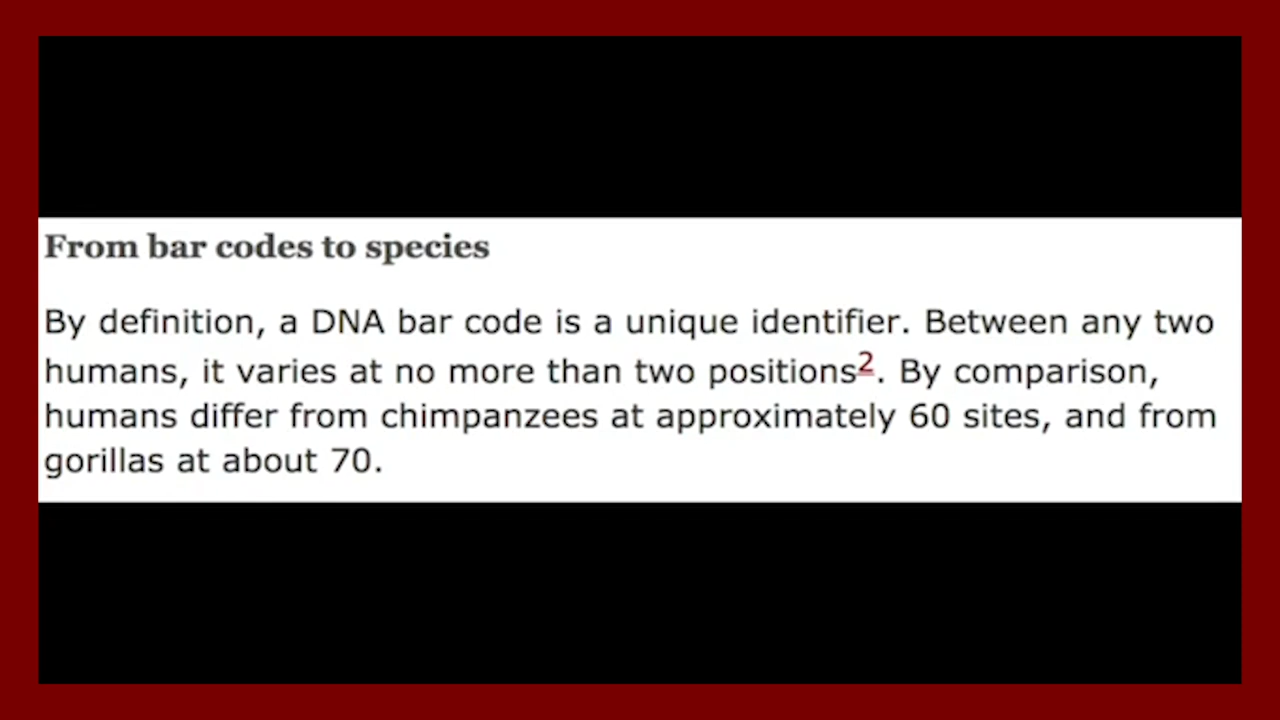 From bar codes to species
By definition, a DNA bar code is a unique identifier. Between any two
humans, it varies at no more than two positions2. By comparison,
humans differ from chimpanzees at approximately 60 sites, and from
gorillas at about 70.